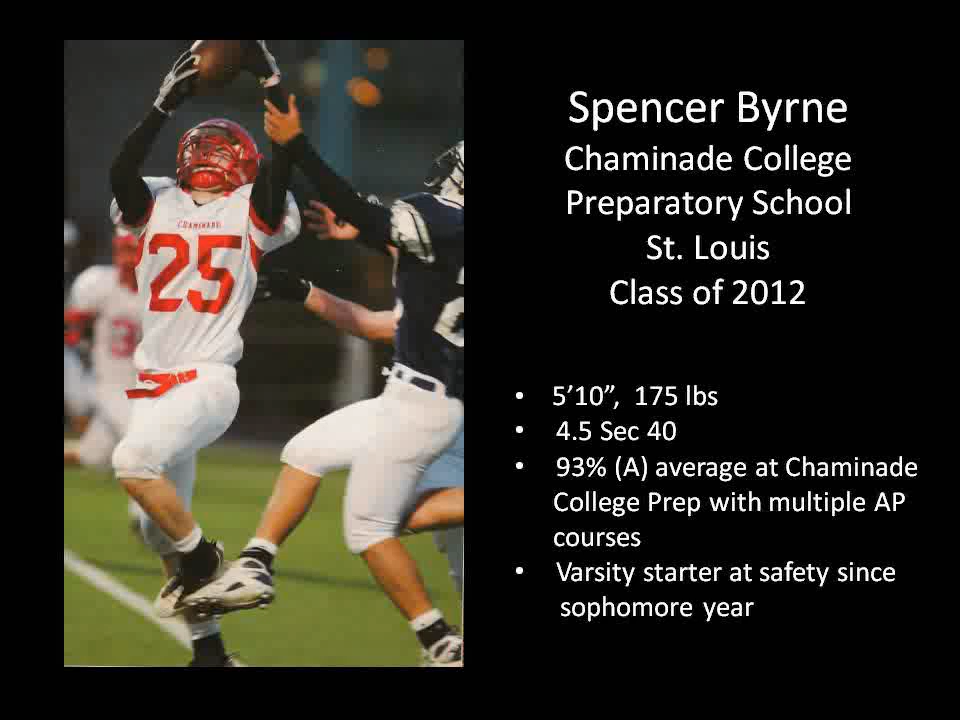 Spencer Byrne
Chaminade College
Preparatory School
St. Louis
Class of 2012
• 5’10”, 175 lbs
• 4.5 Sec 40
• 93% (A) average at Chaminade
College Prep with multiple AP
courses
• Varsity starter at safety since
sophomore year
CHAMINADE
25
3